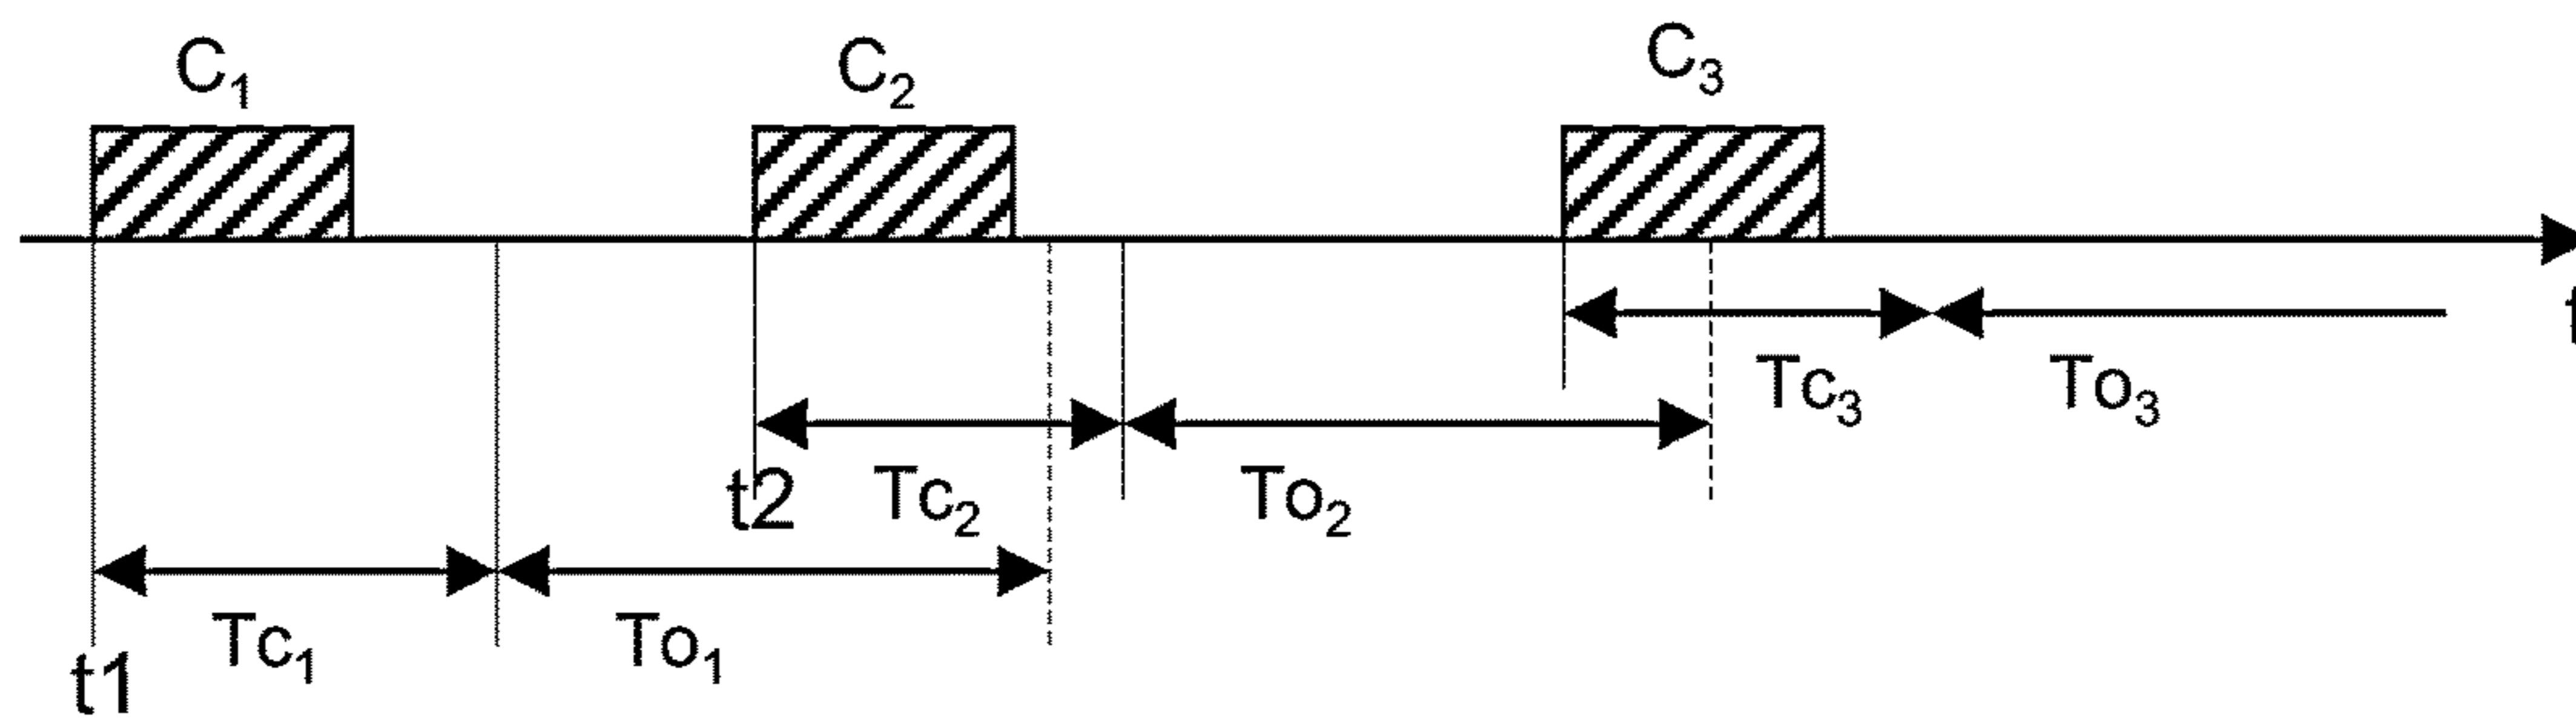 C₁ C₂ C₃
t
Tc₃ To₃
t2 Tc₂ To₂
t1 Tc₁ To₁